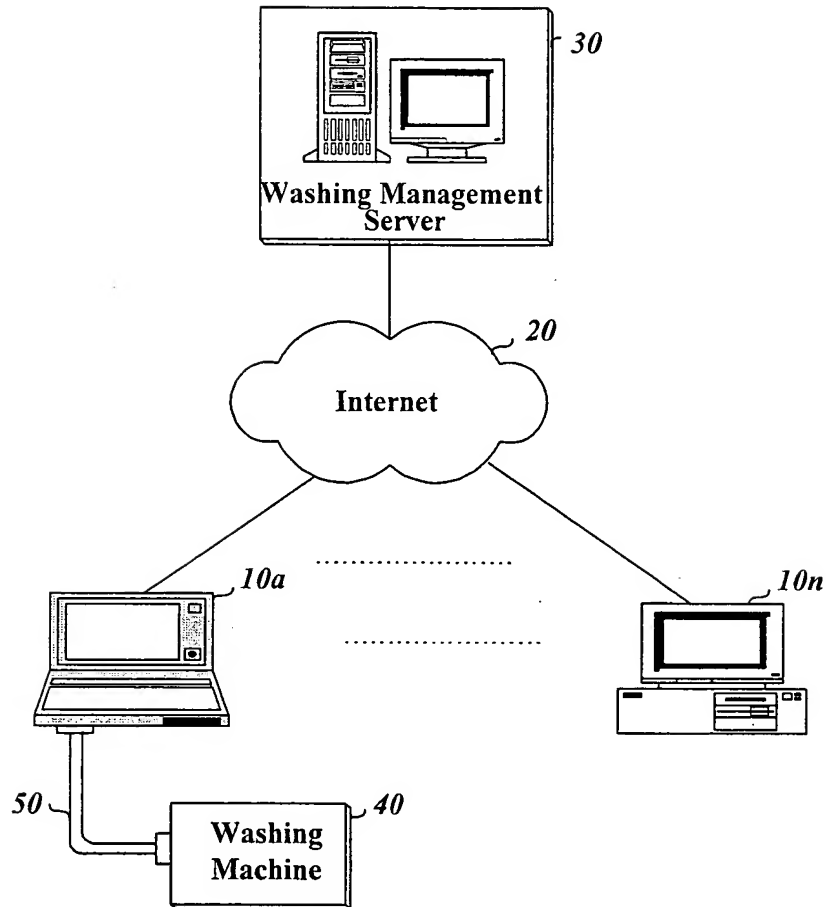 30
Washing Management
Server
20
Internet
10a
10n
50
40
Washing
Machine